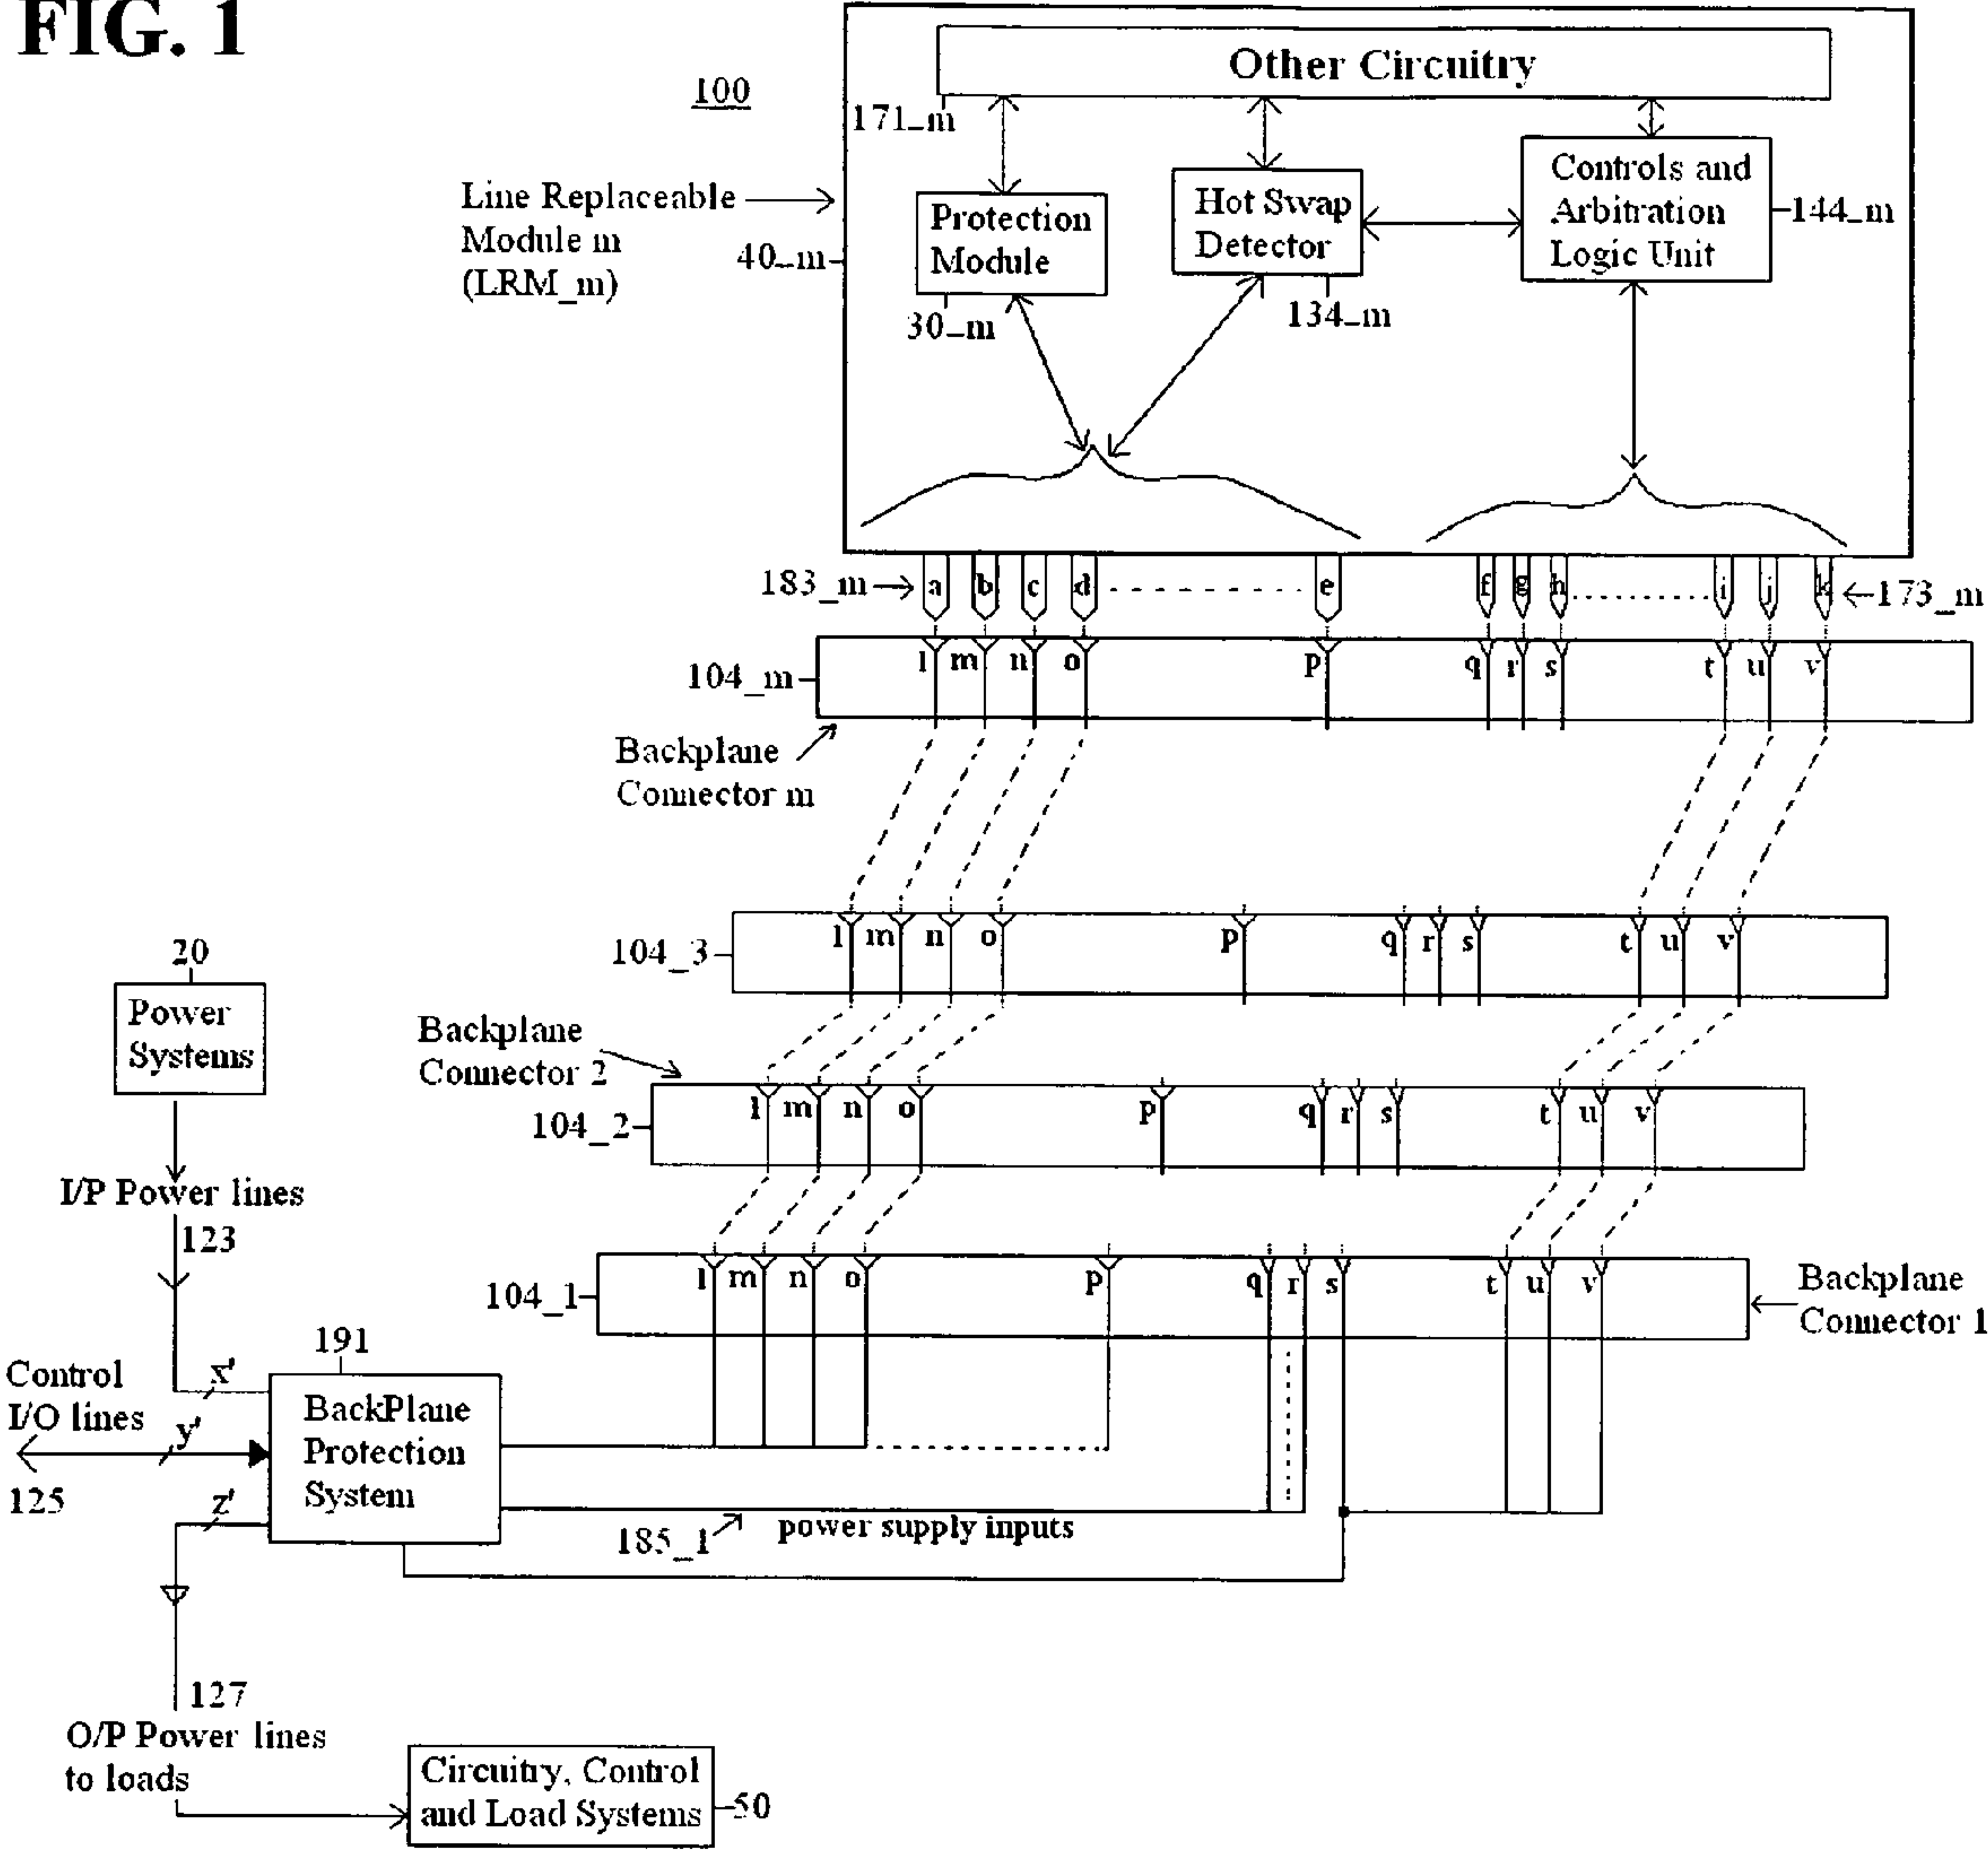 FIG. 1
100
Other Circuitry
171_m
Line Replaceable
Module m
(LRM_m)
40_m
Protection
Module
30_m
Hot Swap
Detector
134_m
Controls and
Arbitration
Logic Unit
144_m
183_m
a b c d e f g h i j k
173_m
104_m
l m n o p q r s t u v
Backplane
Connector m
104_3
l m n o p q r s t u v
20
Power
Systems
Backplane
Connector 2
104_2
l m n o p q r s t u v
I/P Power lines
123
104_1
l m n o p q r s t u v
Backplane
Connector 1
191
Control
I/O lines
x'
y'
z'
125
BackPlane
Protection
System
185_1
power supply inputs
127
O/P Power lines
to loads
Circuitry, Control
and Load Systems
50